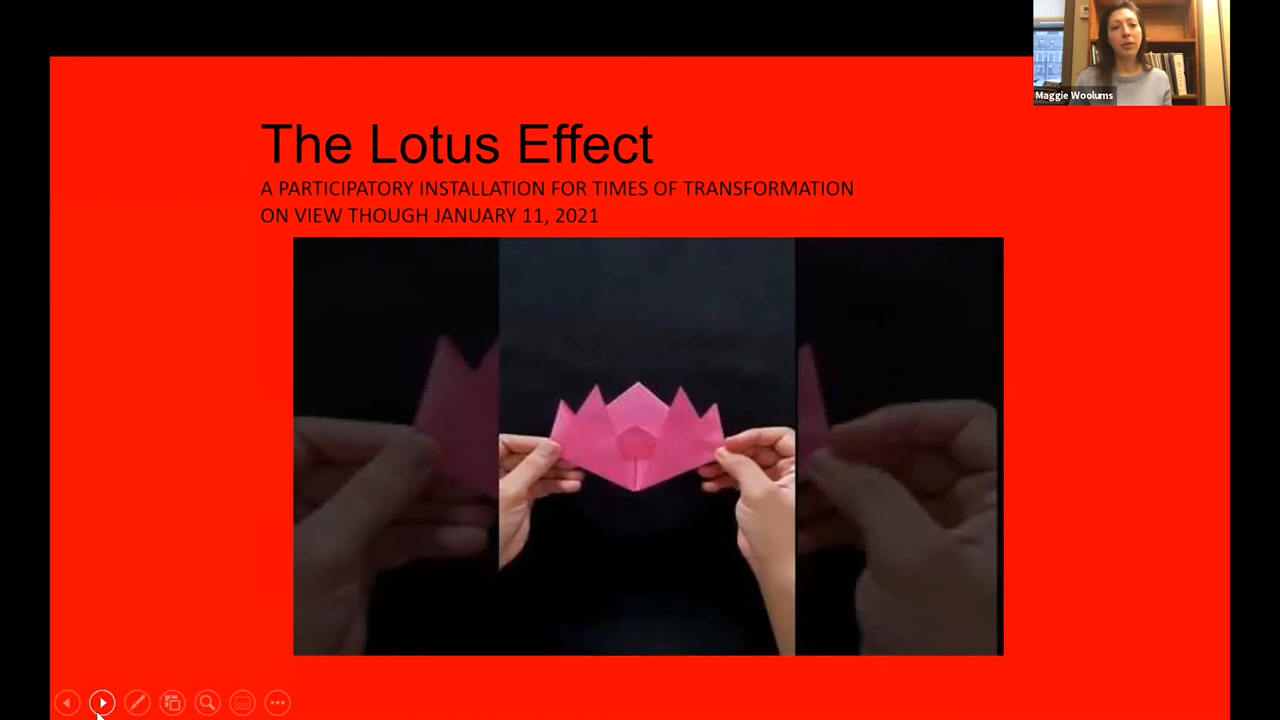 The Lotus Effect
A PARTICIPATORY INSTALLATION FOR TIMES OF TRANSFORMATION
ON VIEW THOUGH JANUARY 11, 2021
Maggie Woolums